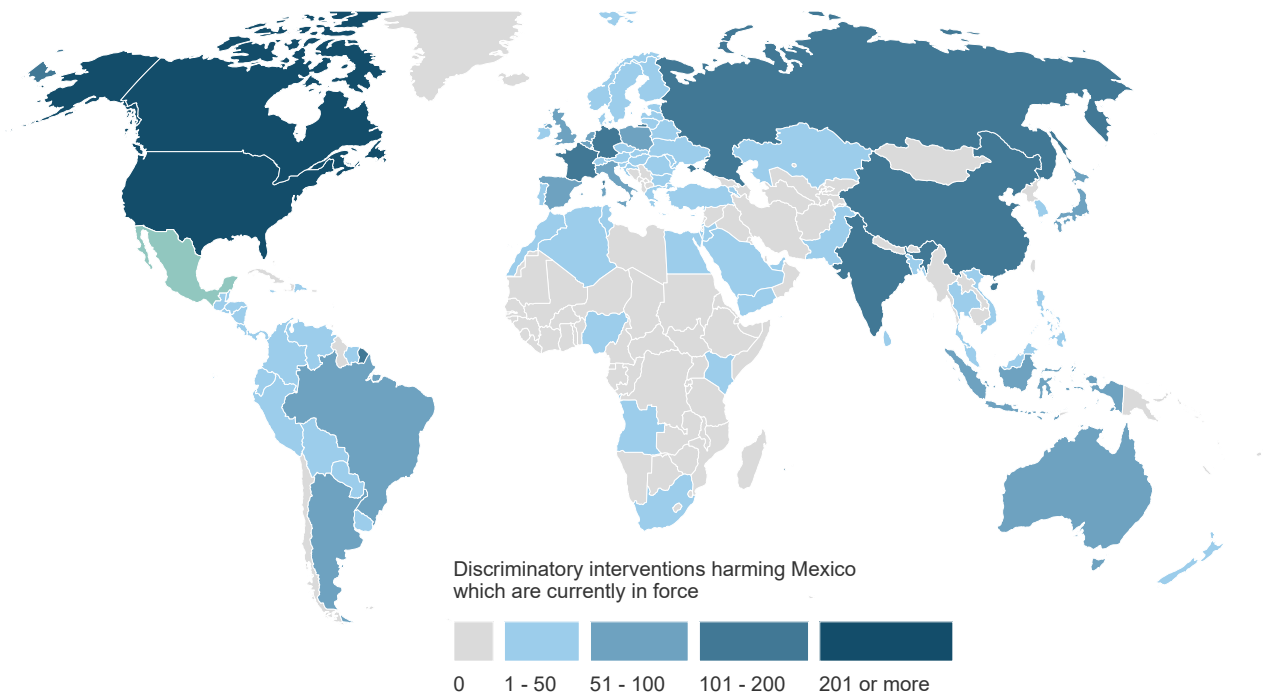 Discriminatory interventions harming Mexico
which are currently in force
0 1 - 50 51 - 100 101 - 200 201 or more